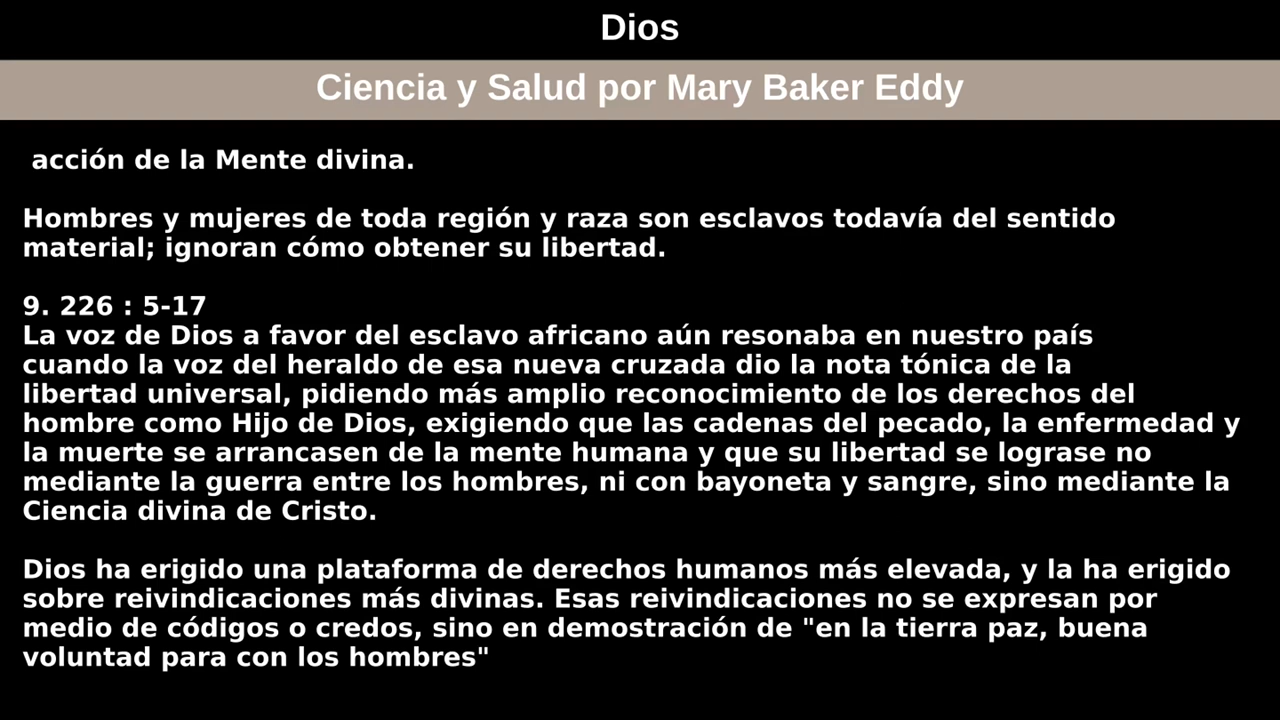 Dios
Ciencia y Salud por Mary Baker Eddy
acción de la Mente divina.
Hombres y mujeres de toda región y raza son esclavos todavía del sentido
material; ignoran cómo obtener su libertad.
9. 226 : 5-17
La voz de Dios a favor del esclavo africano aún resonaba en nuestro país
cuando la voz del heraldo de esa nueva cruzada dio la nota tónica de la
libertad universal, pidiendo más amplio reconocimiento de los derechos del
hombre como Hijo de Dios, exigiendo que las cadenas del pecado, la enfermedad y
la muerte se arrancasen de la mente humana y que su libertad se lograse no
mediante la guerra entre los hombres, ni con bayoneta y sangre, sino mediante la
Ciencia divina de Cristo.
Dios ha erigido una plataforma de derechos humanos más elevada, y la ha erigido
sobre reivindicaciones más divinas. Esas reivindicaciones no se expresan por
medio de códigos o credos, sino en demostración de "en la tierra paz, buena
voluntad para con los hombres"